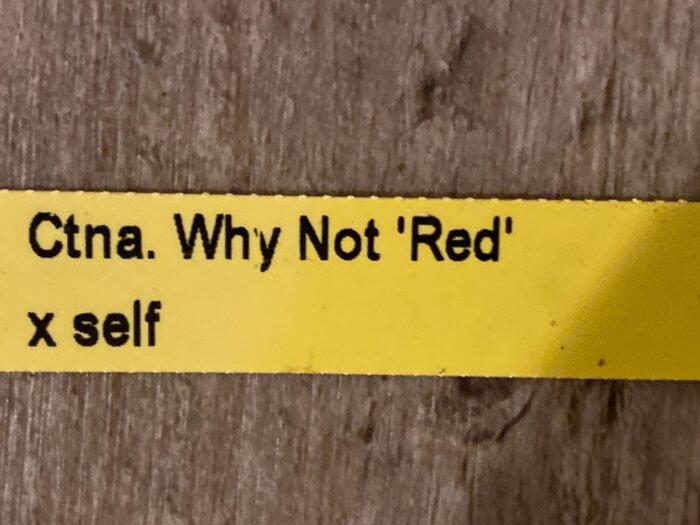 Ctna. Why Not 'Red'
x self